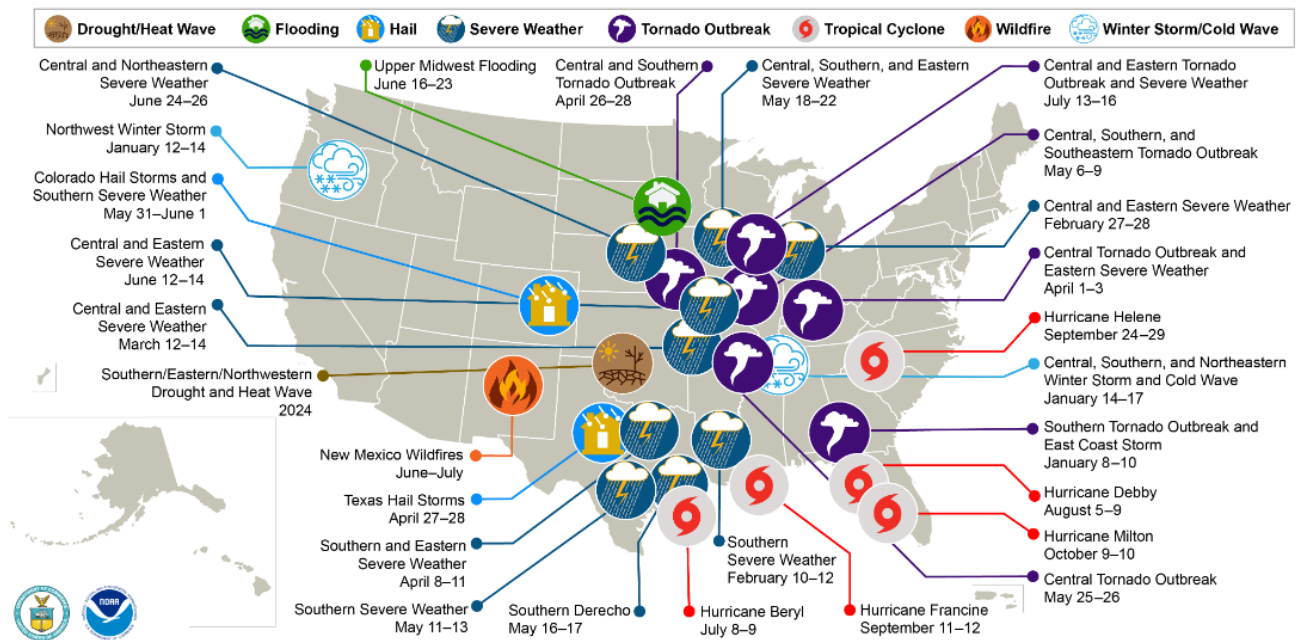 Drought/Heat Wave
Flooding
Hail
Severe Weather
Tornado Outbreak
Tropical Cyclone
Wildfire
Winter Storm/Cold Wave
Central and Northeastern
Severe Weather
June 24–26
Northwest Winter Storm
January 12–14
Colorado Hail Storms and
Southern Severe Weather
May 31–June 1
Central and Eastern
Severe Weather
June 12–14
Central and Eastern
Severe Weather
March 12–14
Southern/Eastern/Northwestern
Drought and Heat Wave
2024
New Mexico Wildfires
June–July
Texas Hail Storms
April 27–28
Southern and Eastern
Severe Weather
April 8–11
Southern Severe Weather
May 11–13
Upper Midwest Flooding
June 16–23
Central and Southern
Tornado Outbreak
April 26–28
Central, Southern, and Eastern
Severe Weather
May 18–22
Central and Eastern Tornado
Outbreak and Severe Weather
July 13–16
Central, Southern, and
Southeastern Tornado Outbreak
May 6–9
Central and Eastern Severe Weather
February 27–28
Central Tornado Outbreak and
Eastern Severe Weather
April 1–3
Hurricane Helene
September 24–29
Central, Southern, and Northeastern
Winter Storm and Cold Wave
January 14–17
Southern Tornado Outbreak and
East Coast Storm
January 8–10
Hurricane Debby
August 5–9
Hurricane Milton
October 9–10
Central Tornado Outbreak
May 25–26
Southern Derecho
May 16–17
Hurricane Beryl
July 8–9
Southern
Severe Weather
February 10–12
Hurricane Francine
September 11–12
NOAA